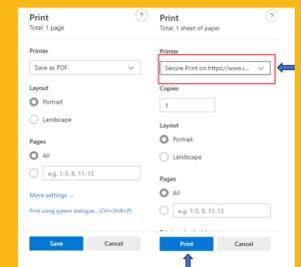 Print
Total: 1 page
?
Printer
Save as PDF
Layout
Portrait
Landscape
Pages
All
e.g. 1-5, 8, 11-13
More settings
Print using system dialogue... (Ctrl+Shift+P)
Save
Cancel
Print
Total: 1 sheet of paper
?
Printer
Secure Print on https://www.i...
Copies
1
Layout
Portrait
Landscape
Pages
All
e.g. 1-5, 8, 11-13
Print
Cancel